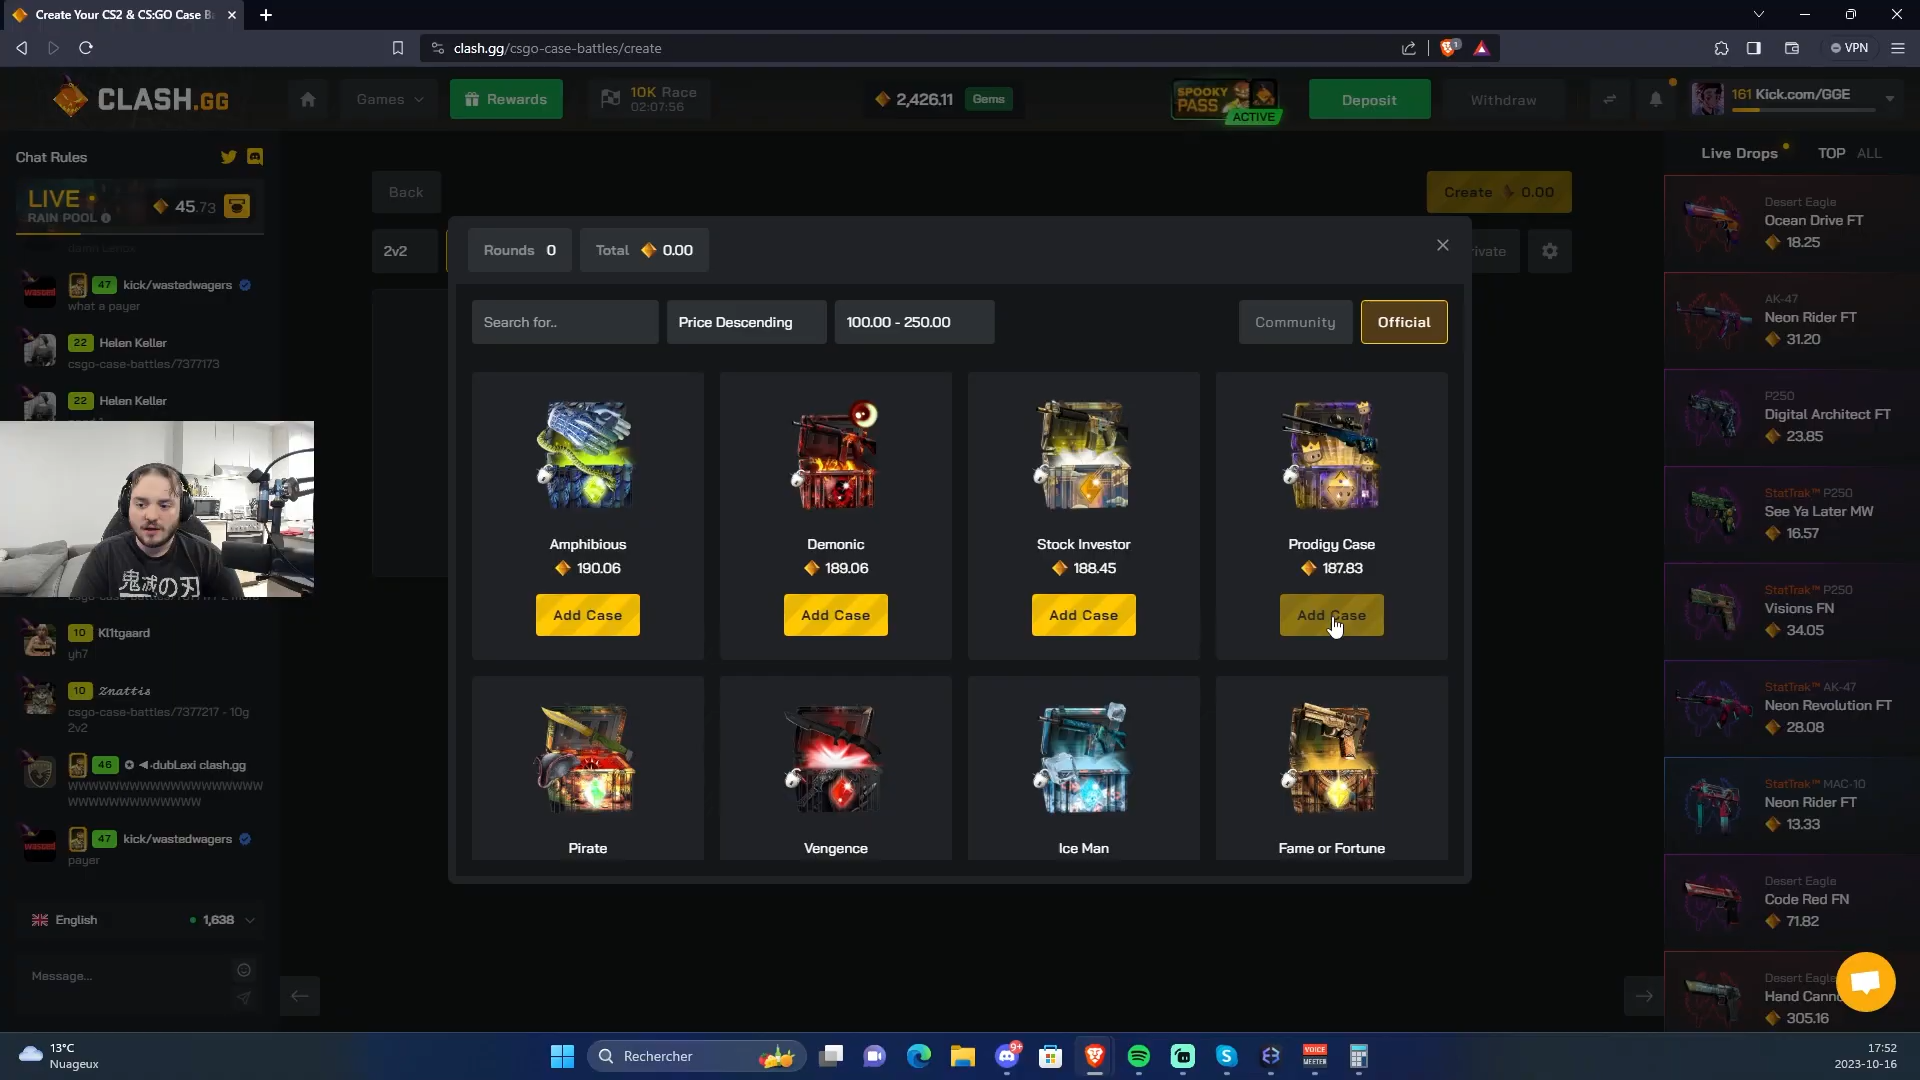 Create Your CS2 & CS:GO Case Ba
clash.gg/csgo-case-battles/create
VPN
CLASH.GG
Games
Rewards
10K Race
02:07:56
2,426.11
Gems
SPOOKY
PASS
ACTIVE
Deposit
Withdraw
161 Kick.com/GGE
Chat Rules
LIVE
RAIN POOL
45.73
damn Lenox
47 kick/wastedwagers
what a payer
22 Helen Keller
csgo-case-battles/7377173
22 Helen Keller
鬼滅の刃
10 Kl1tgaard
yh7
10 Znattis
csgo-case-battles/7377217 - 10g
2v2
46 ✪ ◄-dubLexi clash.gg
WWWWWWWWWWWWWWWWWWW
WWWWWWWWWWWWWWWWW
47 kick/wastedwagers
payer
English
1,638
Message...
Back
Create 0.00
2v2
Rounds 0
Total 0.00
Search for..
Price Descending
100.00 - 250.00
Community
Official
Amphibious
190.06
Add Case
Demonic
189.06
Add Case
Stock Investor
188.45
Add Case
Prodigy Case
187.83
Add Case
Pirate
Vengence
Ice Man
Fame or Fortune
Live Drops
TOP
ALL
Desert Eagle
Ocean Drive FT
18.25
AK-47
Neon Rider FT
31.20
P250
Digital Architect FT
23.85
StatTrak™ P250
See Ya Later MW
16.57
StatTrak™ P250
Visions FN
34.05
StatTrak™ AK-47
Neon Revolution FT
28.08
StatTrak™ MAC-10
Neon Rider FT
13.33
Desert Eagle
Code Red FN
71.82
Desert Eagle
Hand Canno
305.16
13°C
Nuageux
Rechercher
9+
VOICE
MEETER
17:52
2023-10-16